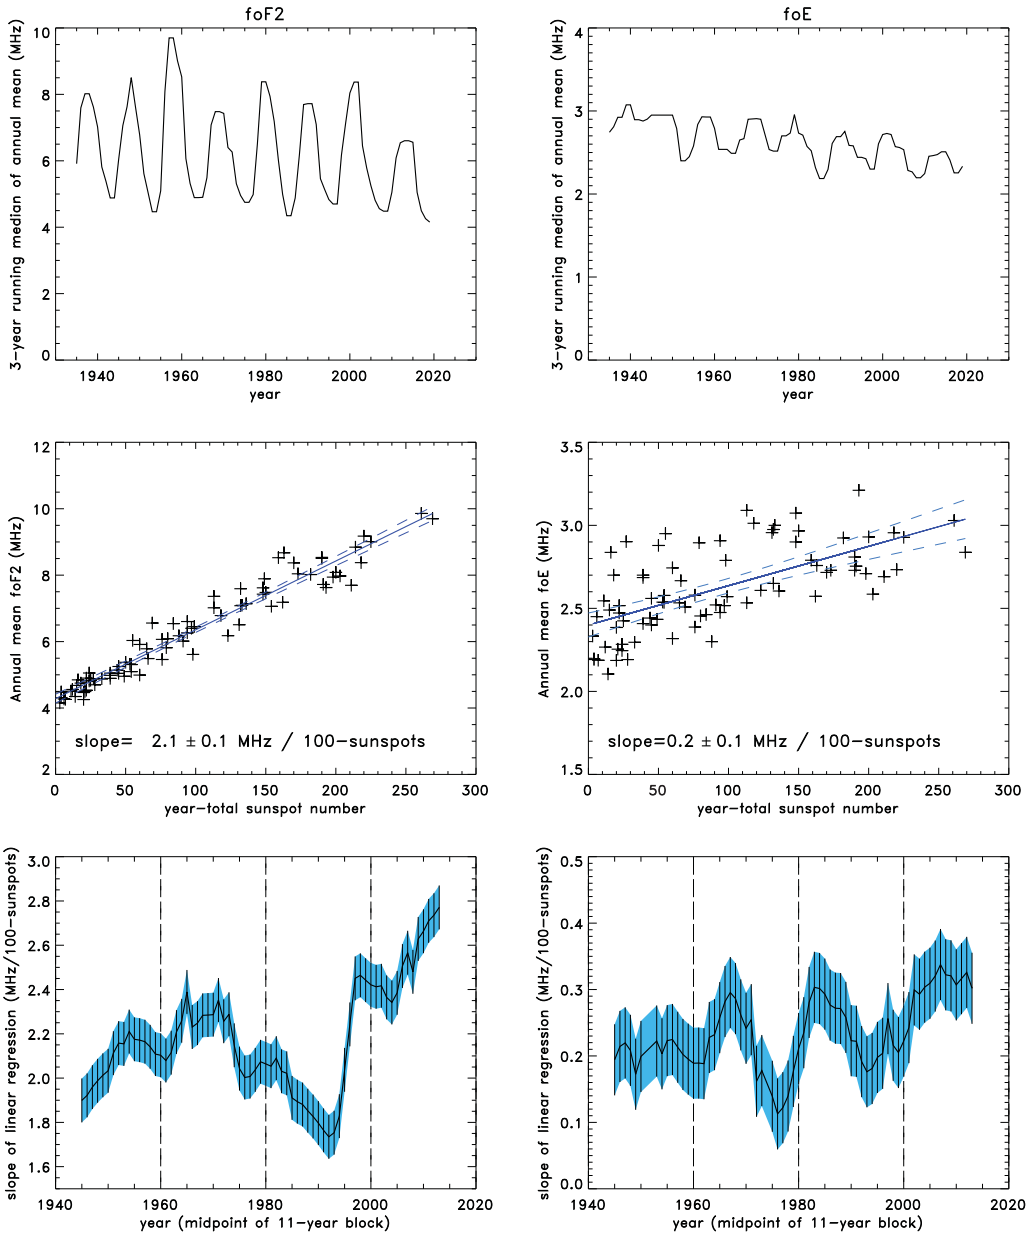 foF2
3-year running median of annual mean (MHz)
10
8
6
4
2
0
1940 1960 1980 2000 2020
year
foE
3-year running median of annual mean (MHz)
4
3
2
1
0
1940 1960 1980 2000 2020
year
Annual mean foF2 (MHz)
12
10
8
6
4
2
slope= 2.1 ± 0.1 MHz / 100-sunspots
0 50 100 150 200 250 300
year-total sunspot number
Annual mean foE (MHz)
3.5
3.0
2.5
2.0
1.5
slope=0.2 ± 0.1 MHz / 100-sunspots
0 50 100 150 200 250 300
year-total sunspot number
slope of linear regression (MHz/100-sunspots)
3.0
2.8
2.6
2.4
2.2
2.0
1.8
1.6
1940 1960 1980 2000 2020
year (midpoint of 11-year block)
slope of linear regression (MHz/100-sunspots)
0.5
0.4
0.3
0.2
0.1
0.0
1940 1960 1980 2000 2020
year (midpoint of 11-year block)